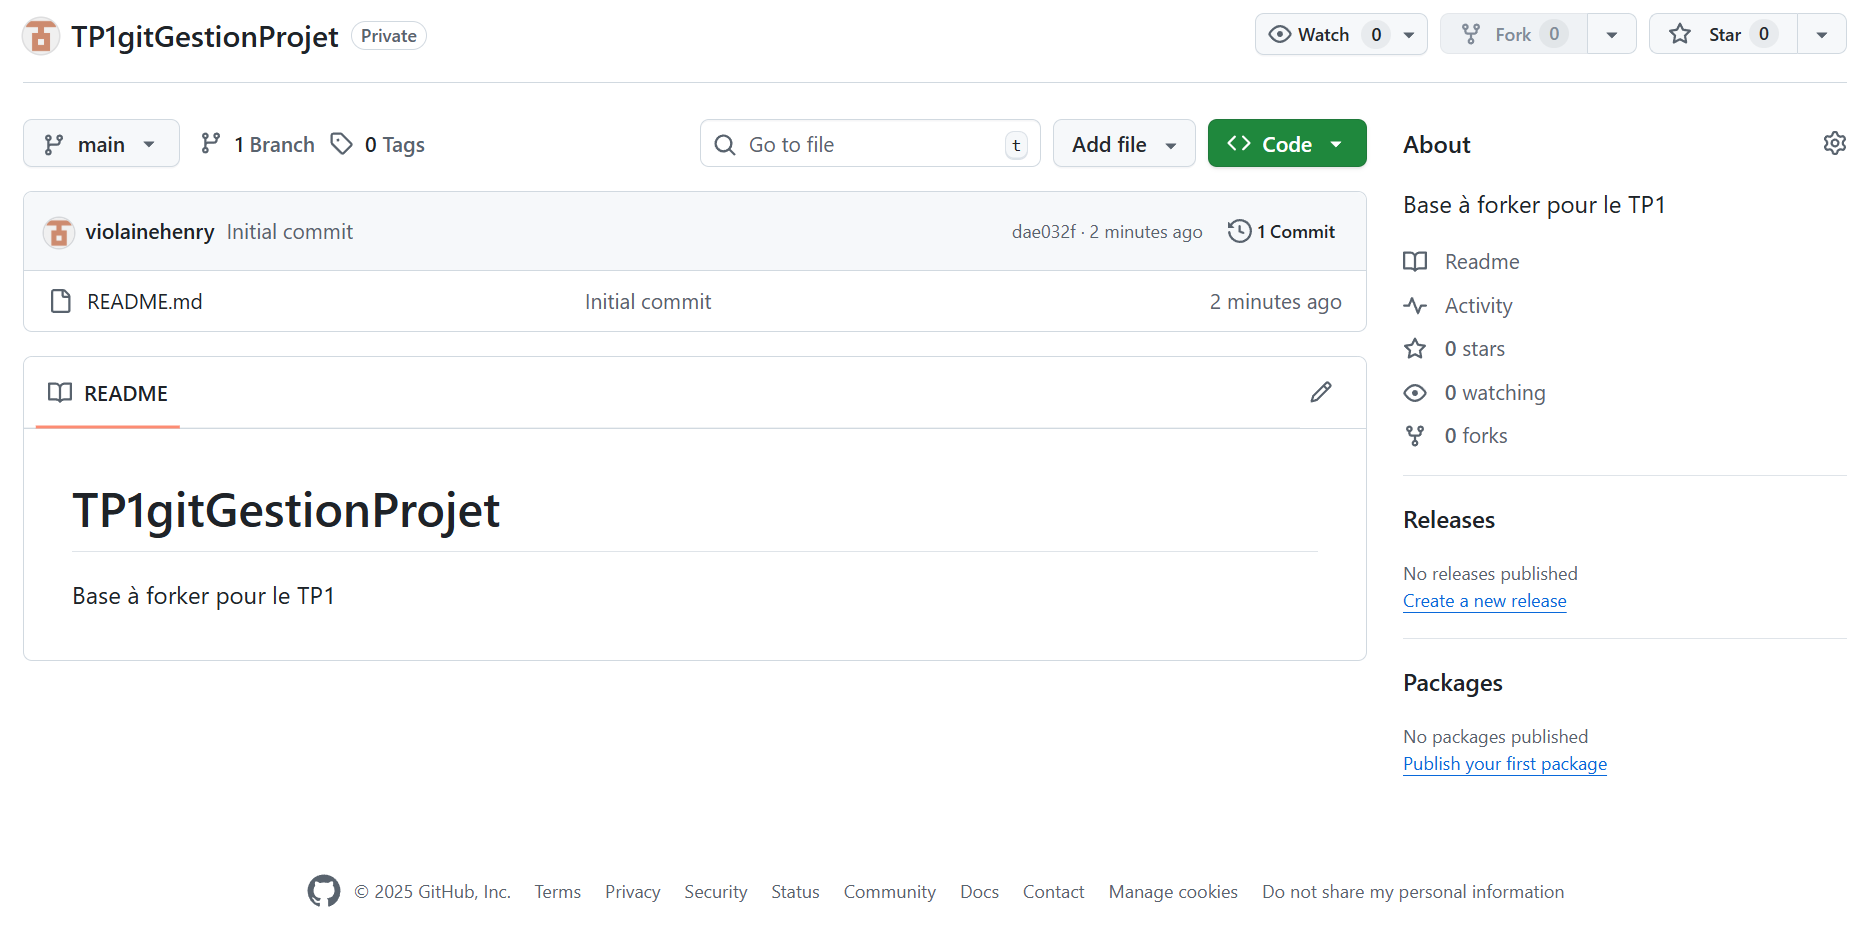 TP1gitGestionProjet Private Watch 0 Fork 0 Star 0
main 1 Branch 0 Tags Go to file t Add file Code
violainehenry Initial commit dae032f · 2 minutes ago 1 Commit
README.md Initial commit 2 minutes ago
README
TP1gitGestionProjet
Base à forker pour le TP1
About
Base à forker pour le TP1
Readme
Activity
0 stars
0 watching
0 forks
Releases
No releases published
Create a new release
Packages
No packages published
Publish your first package
© 2025 GitHub, Inc. Terms Privacy Security Status Community Docs Contact Manage cookies Do not share my personal information